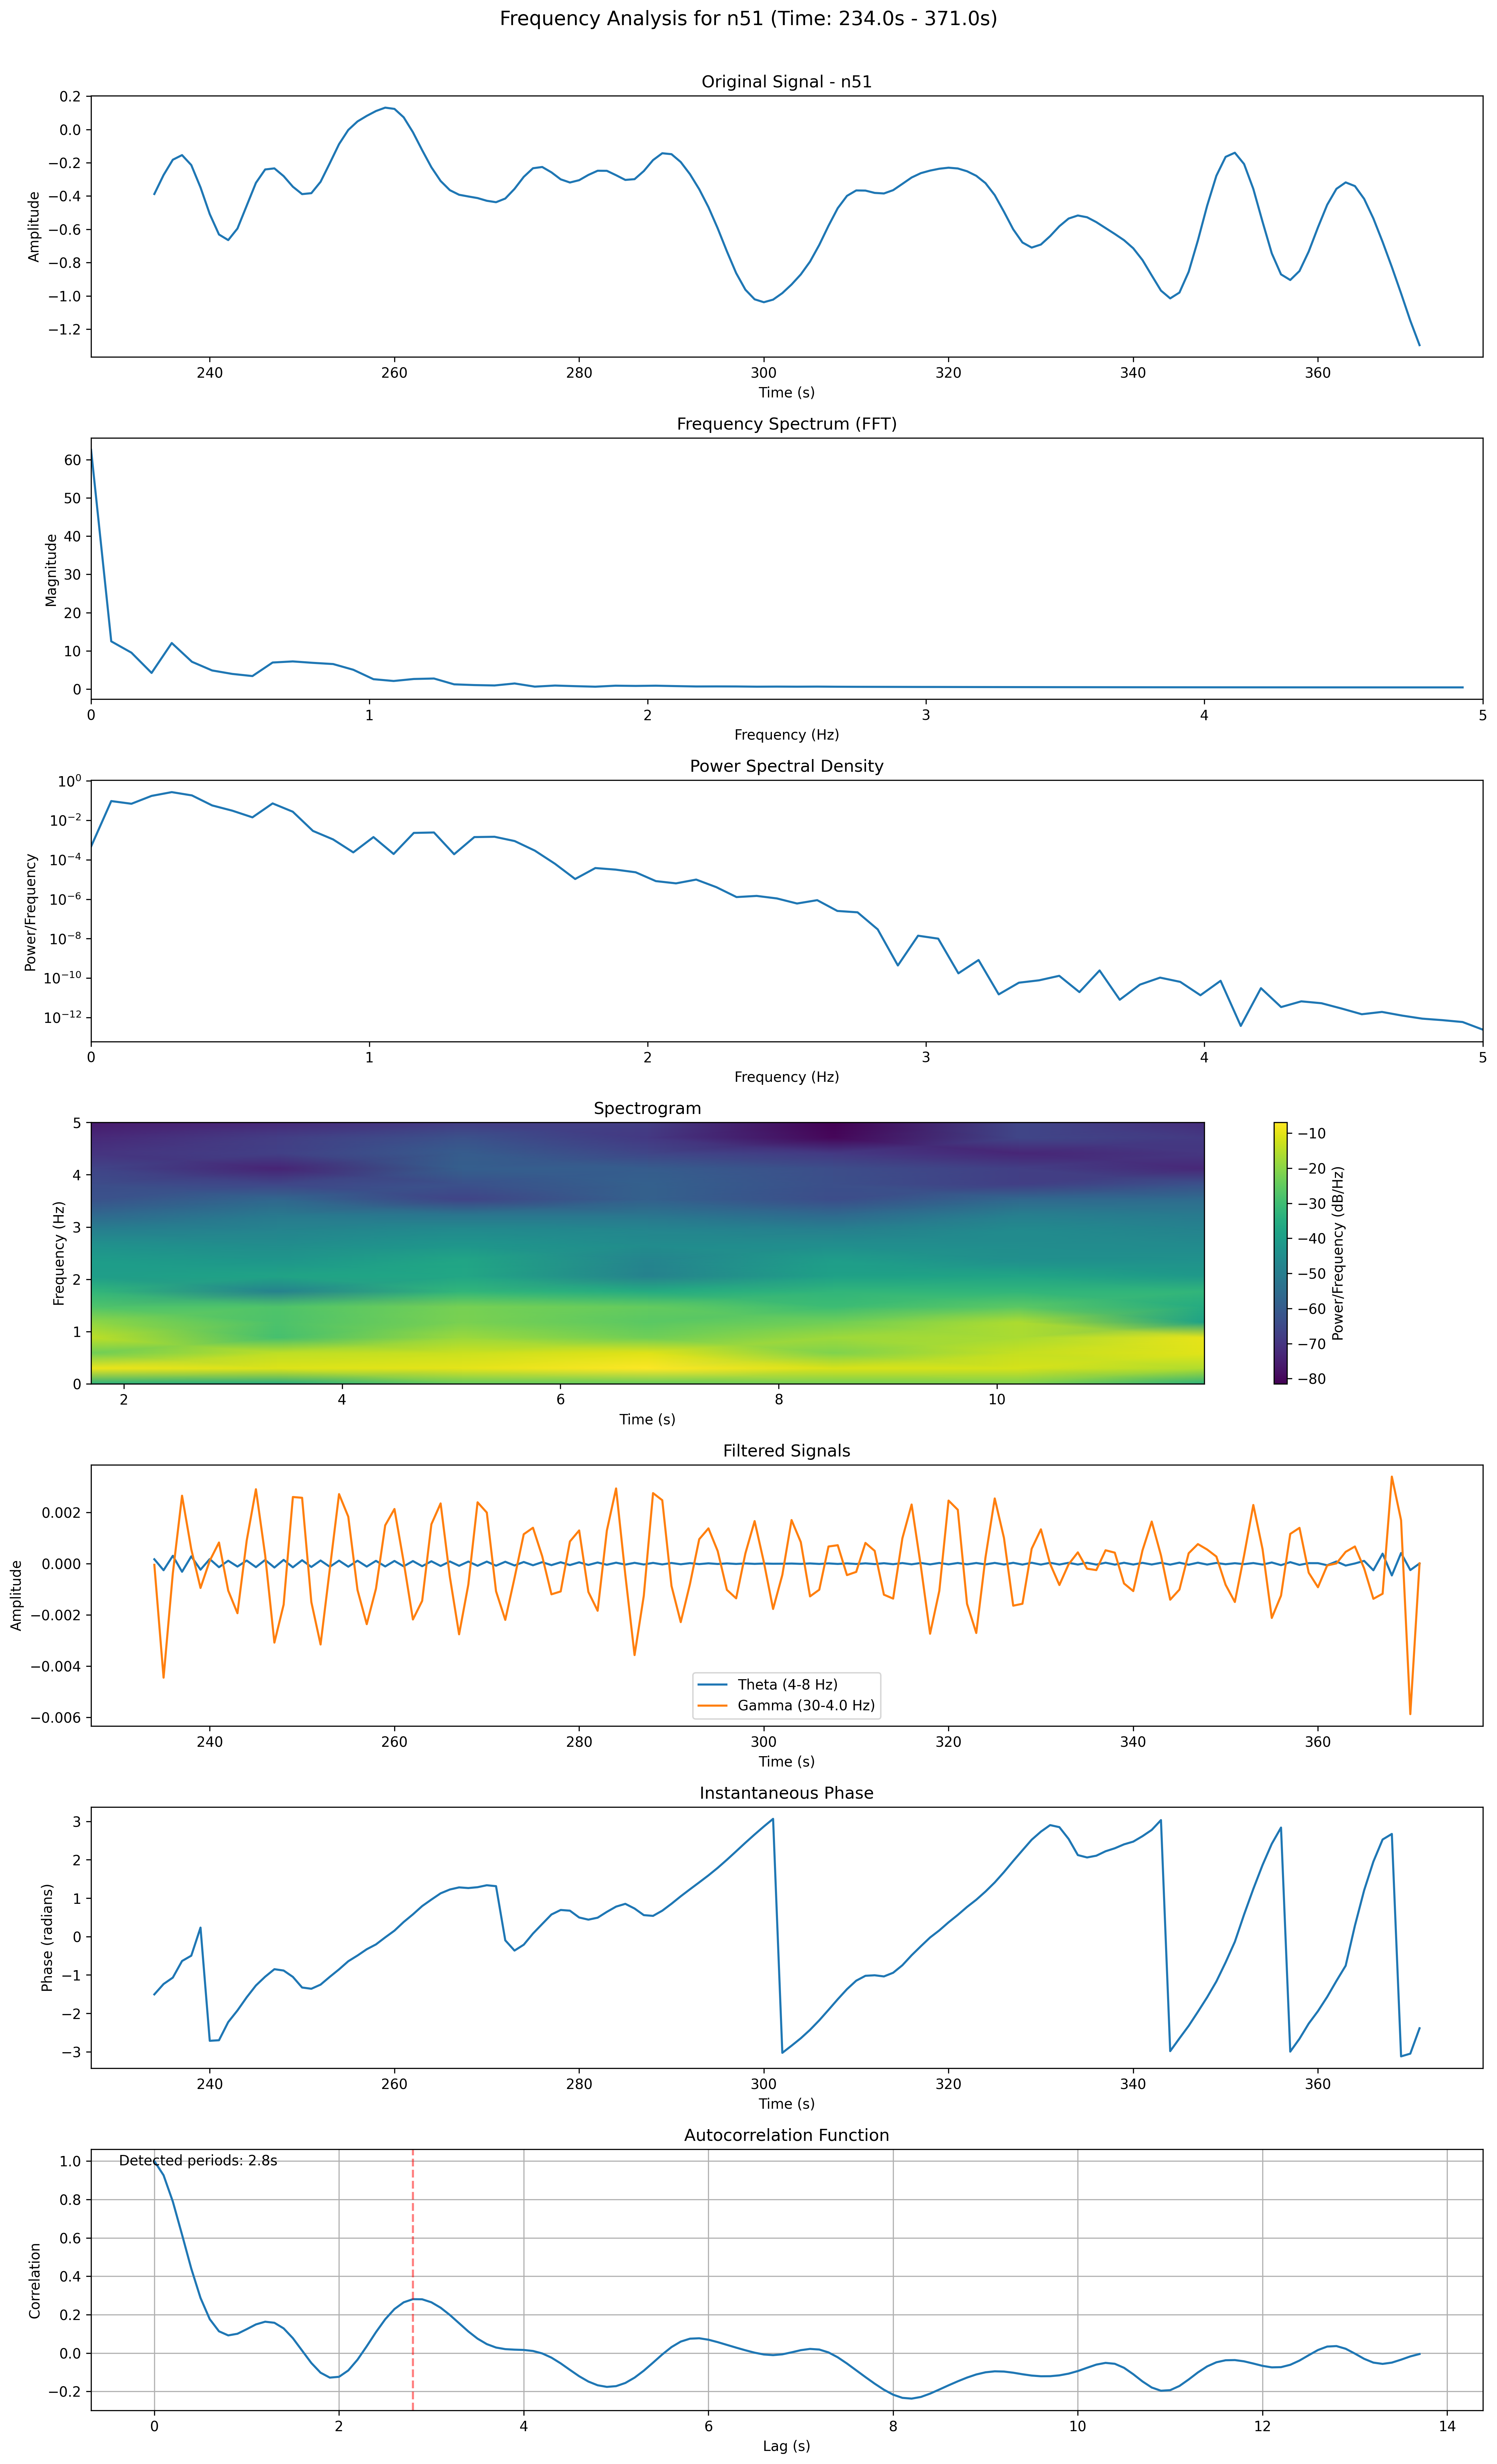 Frequency Analysis for n51 (Time: 234.0s - 371.0s)
Original Signal - n51
0.2
0.0
−0.2
−0.4
−0.6
−0.8
−1.0
−1.2
Amplitude
240 260 280 300 320 340 360
Time (s)
Frequency Spectrum (FFT)
60
50
40
30
20
10
0
Magnitude
0 1 2 3 4 5
Frequency (Hz)
Power Spectral Density
10⁰
10⁻²
10⁻⁴
10⁻⁶
10⁻⁸
10⁻¹⁰
10⁻¹²
Power/Frequency
0 1 2 3 4 5
Frequency (Hz)
Spectrogram
5
4
3
2
1
0
Frequency (Hz)
2 4 6 8 10
Time (s)
−10
−20
−30
−40
−50
−60
−70
−80
Power/Frequency (dB/Hz)
Filtered Signals
0.002
0.000
−0.002
−0.004
−0.006
Amplitude
Theta (4-8 Hz)
Gamma (30-4.0 Hz)
240 260 280 300 320 340 360
Time (s)
Instantaneous Phase
3
2
1
0
−1
−2
−3
Phase (radians)
240 260 280 300 320 340 360
Time (s)
Autocorrelation Function
Detected periods: 2.8s
1.0
0.8
0.6
0.4
0.2
0.0
−0.2
Correlation
0 2 4 6 8 10 12 14
Lag (s)